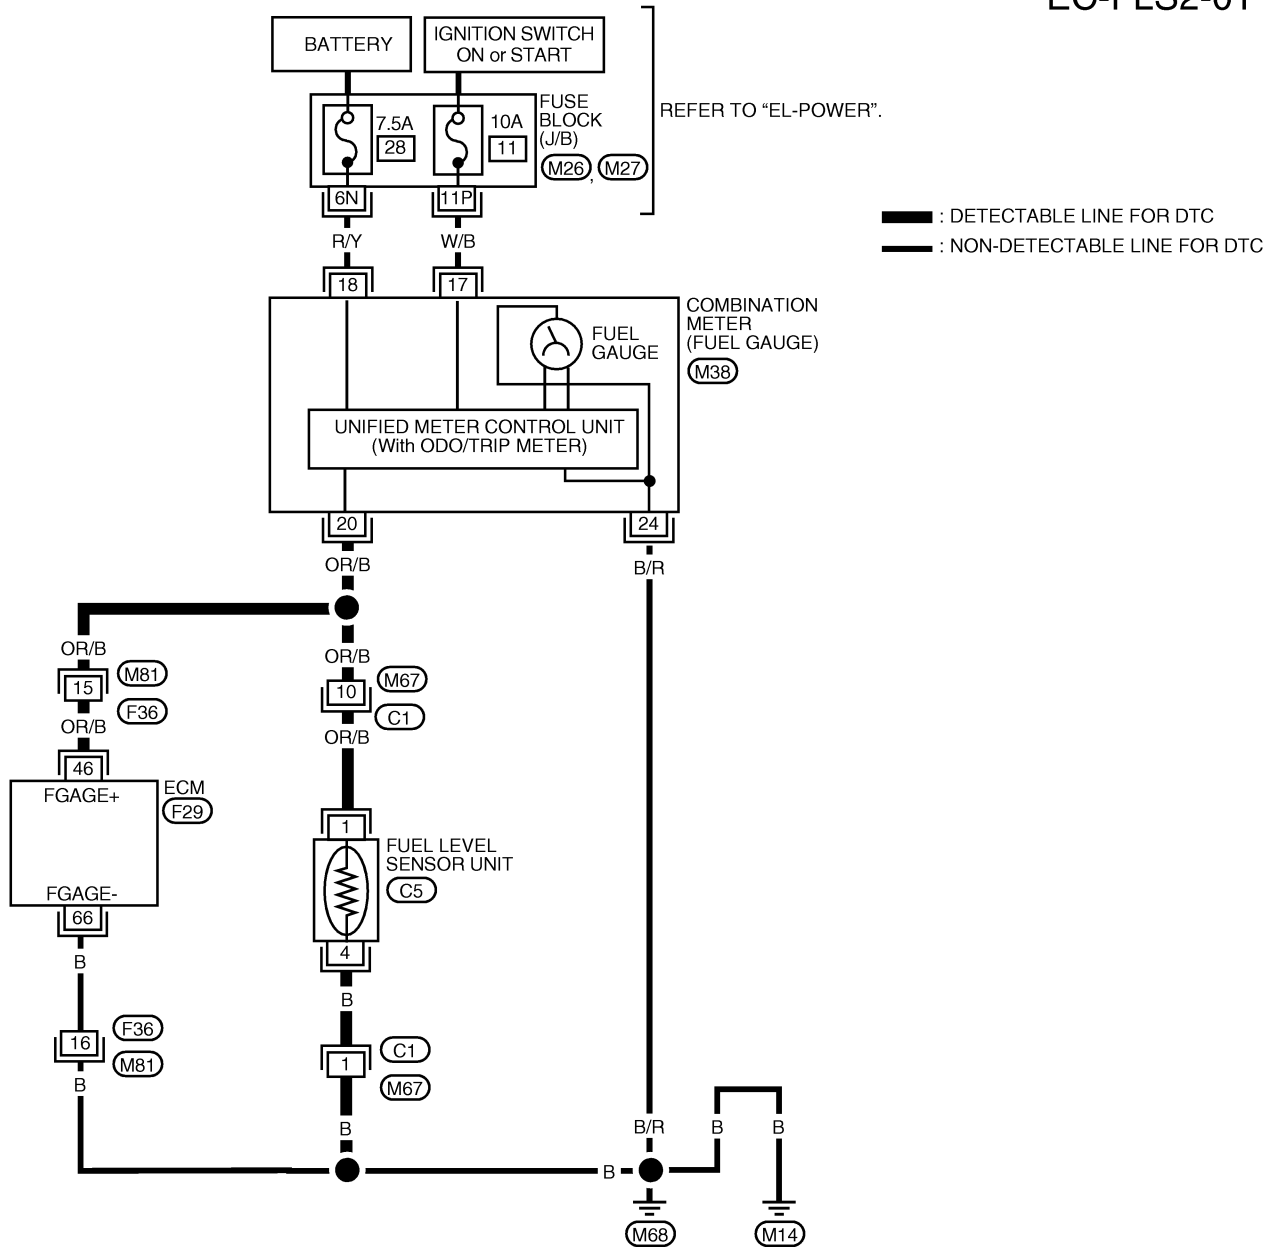 BATTERY
IGNITION SWITCH
ON or START
REFER TO “EL-POWER”.
FUSE
BLOCK
(J/B)
M26 , M27
7.5A
28
10A
11
6N
11P
: DETECTABLE LINE FOR DTC
: NON-DETECTABLE LINE FOR DTC
R/Y
W/B
18
17
COMBINATION
METER
(FUEL GAUGE)
M38
FUEL
GAUGE
UNIFIED METER CONTROL UNIT
(With ODO/TRIP METER)
20
24
OR/B
B/R
OR/B
OR/B
M81
15
F36
M67
10
C1
OR/B
OR/B
46
FGAGE+
ECM
F29
FGAGE-
66
1
FUEL LEVEL
SENSOR UNIT
C5
4
B
B
F36
16
M81
C1
1
M67
B
B
B/R
B
B
B
M68
M14